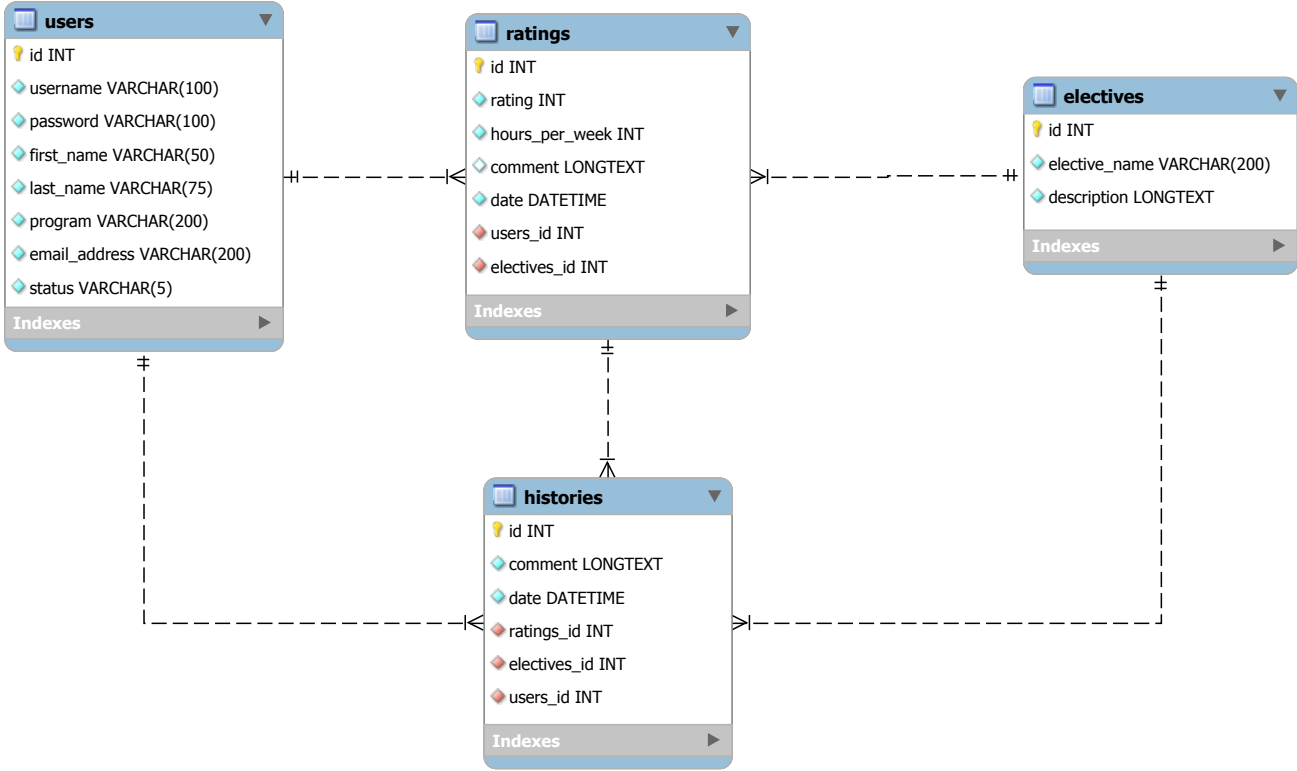 users
id INT
username VARCHAR(100)
password VARCHAR(100)
first_name VARCHAR(50)
last_name VARCHAR(75)
program VARCHAR(200)
email_address VARCHAR(200)
status VARCHAR(5)
Indexes
ratings
id INT
rating INT
hours_per_week INT
comment LONGTEXT
date DATETIME
users_id INT
electives_id INT
Indexes
electives
id INT
elective_name VARCHAR(200)
description LONGTEXT
Indexes
histories
id INT
comment LONGTEXT
date DATETIME
ratings_id INT
electives_id INT
users_id INT
Indexes